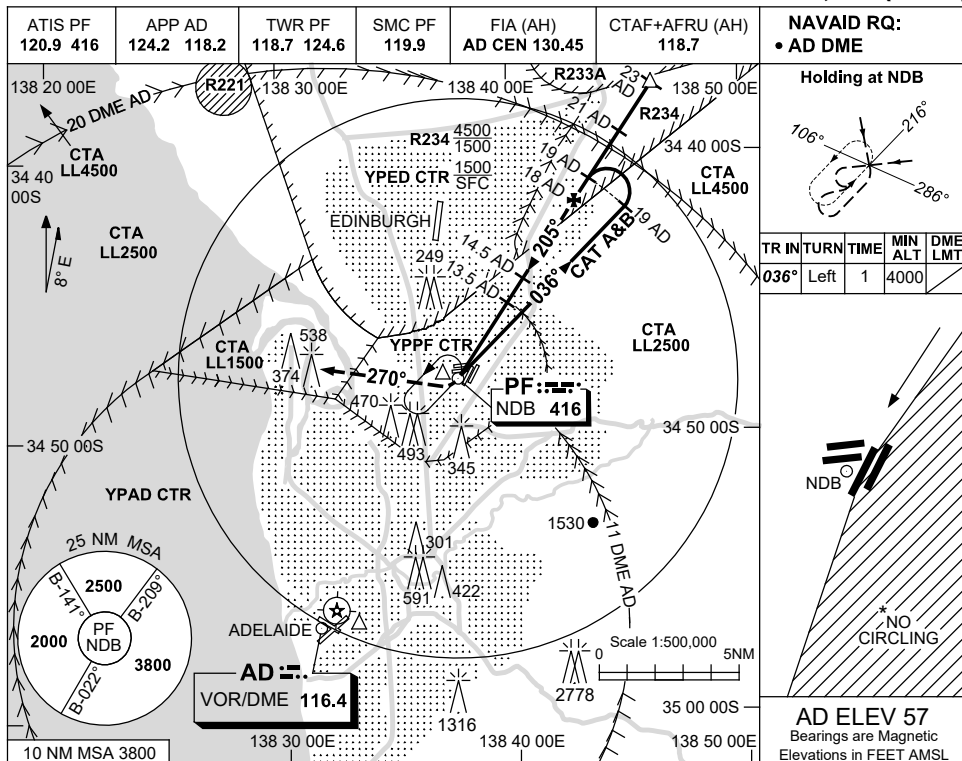 ATIS PF
120.9 416
APP AD
124.2 118.2
TWR PF
118.7 124.6
SMC PF
119.9
FIA (AH)
AD CEN 130.45
CTAF+AFRU (AH)
118.7
NAVAID RQ:
• AD DME
138 20 00E
138 30 00E
138 40 00E
138 50 00E
R221
R233A
23 AD
21 AD
R234
20 DME AD
CTA
LL4500
R234 4500
1500
YPED CTR 1500
SFC
19 AD
18 AD
34 40 00S
CTA
LL4500
34 40
00S
EDINBURGH
19 AD
CTA
LL2500
8° E
249
14.5 AD
13.5 AD
205°
036°
CAT A&B
CTA
LL1500
538
374
YPPF CTR
CTA
LL2500
270°
470
493
345
PF
NDB 416
34 50 00S
34 50 00S
YPAD CTR
1530
11 DME AD
301
591
422
25 NM MSA
B-141°
2500
B-209°
PF
NDB
2000
3800
B-022°
ADELAIDE
AD
VOR/DME 116.4
Scale 1:500,000
0
5NM
2778
1316
35 00 00S
10 NM MSA 3800
138 30 00E
138 40 00E
138 50 00E
Holding at NDB
106°
216°
286°
TR IN TURN TIME MIN ALT DME LMT
036° Left 1 4000
NDB
*NO
CIRCLING
AD ELEV 57
Bearings are Magnetic
Elevations in FEET AMSL